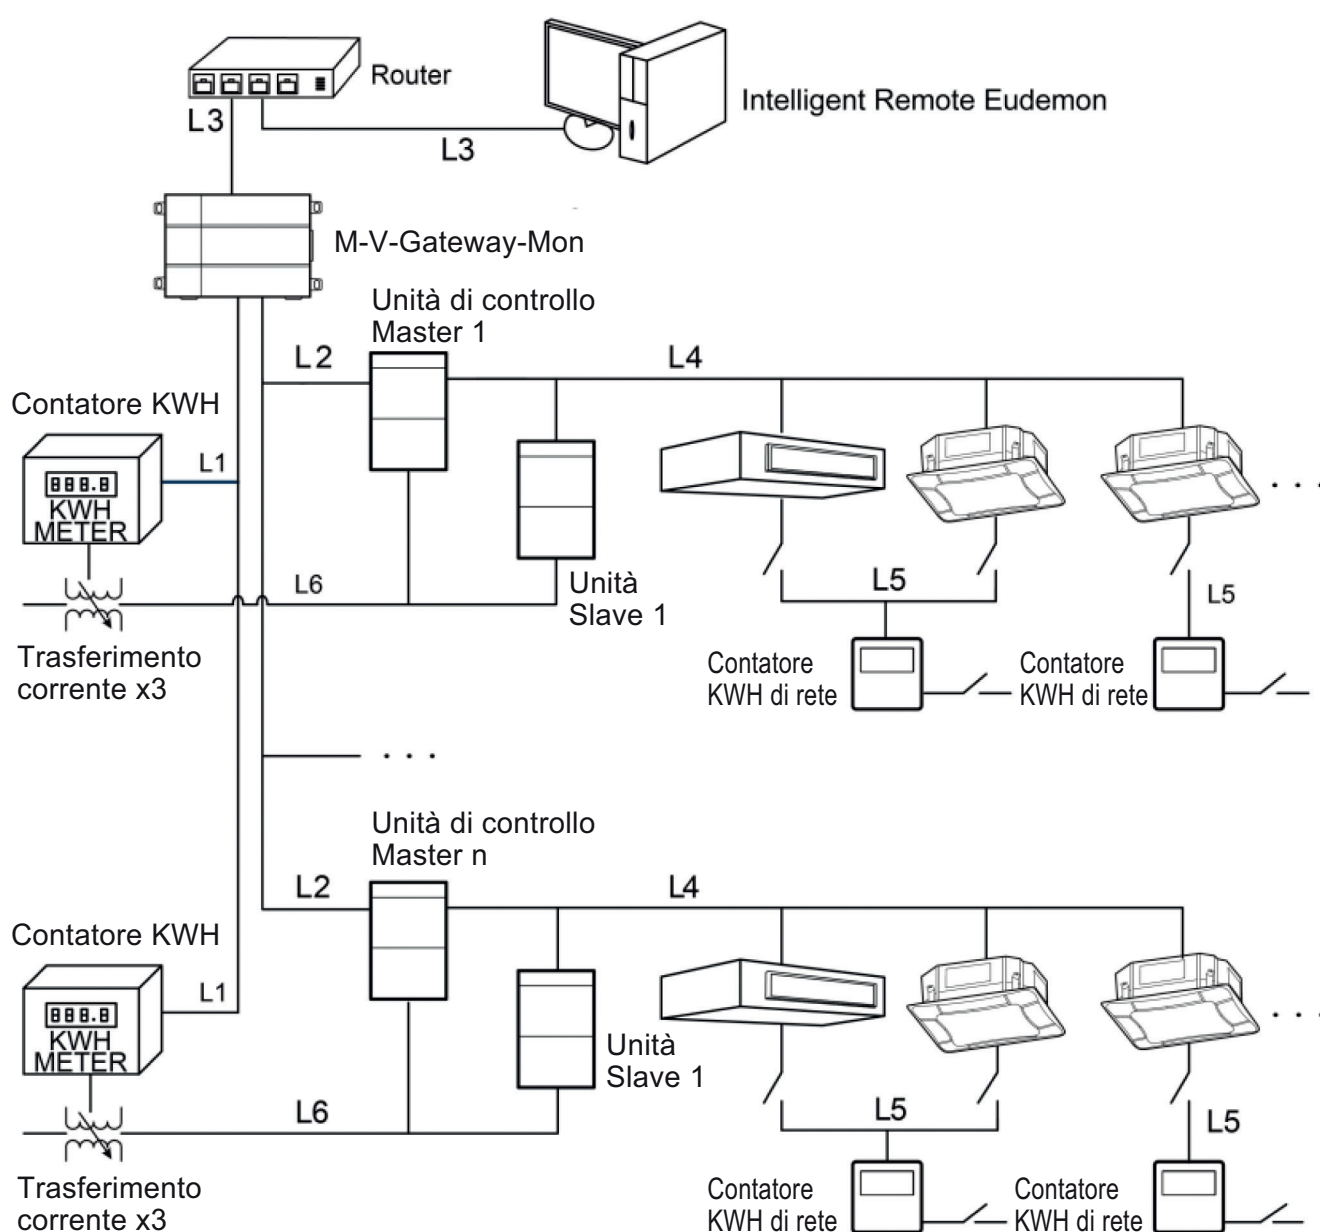 Router
Intelligent Remote Eudemon
L3
L3
M-V-Gateway-Mon
Unità di controllo
Master 1
L2
L4
Contatore KWH
L1
888.8
KWH
METER
L6
Unità
Slave 1
L5
L5
Trasferimento
corrente x3
Contatore
KWH di rete
Contatore
KWH di rete
Unità di controllo
Master n
L2
L4
Contatore KWH
L1
888.8
KWH
METER
L6
Unità
Slave 1
L5
L5
Trasferimento
corrente x3
Contatore
KWH di rete
Contatore
KWH di rete